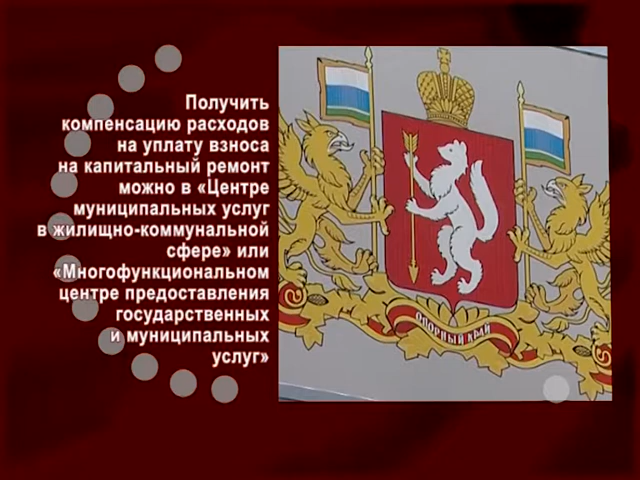 Получить
компенсацию расходов
на уплату взноса
на капитальный ремонт
можно в «Центре
муниципальных услуг
в жилищно-коммунальной
сфере» или
«Многофункциональном
центре предоставления
государственных
и муниципальных
услуг»
ОПОРНЫЙ КРАЙ